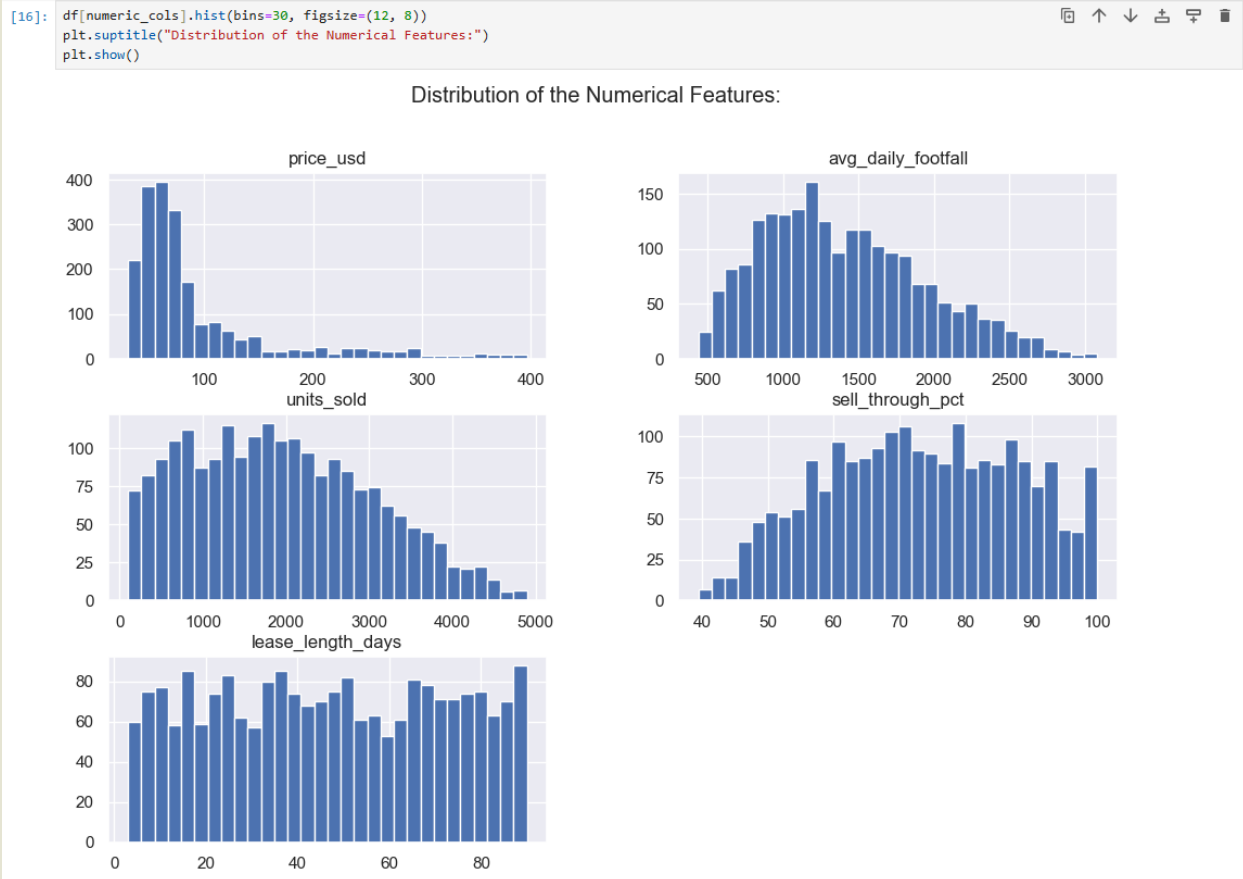 [16]: df[numeric_cols].hist(bins=30, figsize=(12, 8))
plt.suptitle("Distribution of the Numerical Features:")
plt.show()
Distribution of the Numerical Features:
price_usd
400
300
200
100
0
100 200 300 400
avg_daily_footfall
150
100
50
0
500 1000 1500 2000 2500 3000
units_sold
100
75
50
25
0
0 1000 2000 3000 4000 5000
sell_through_pct
100
75
50
25
0
40 50 60 70 80 90 100
lease_length_days
80
60
40
20
0
0 20 40 60 80